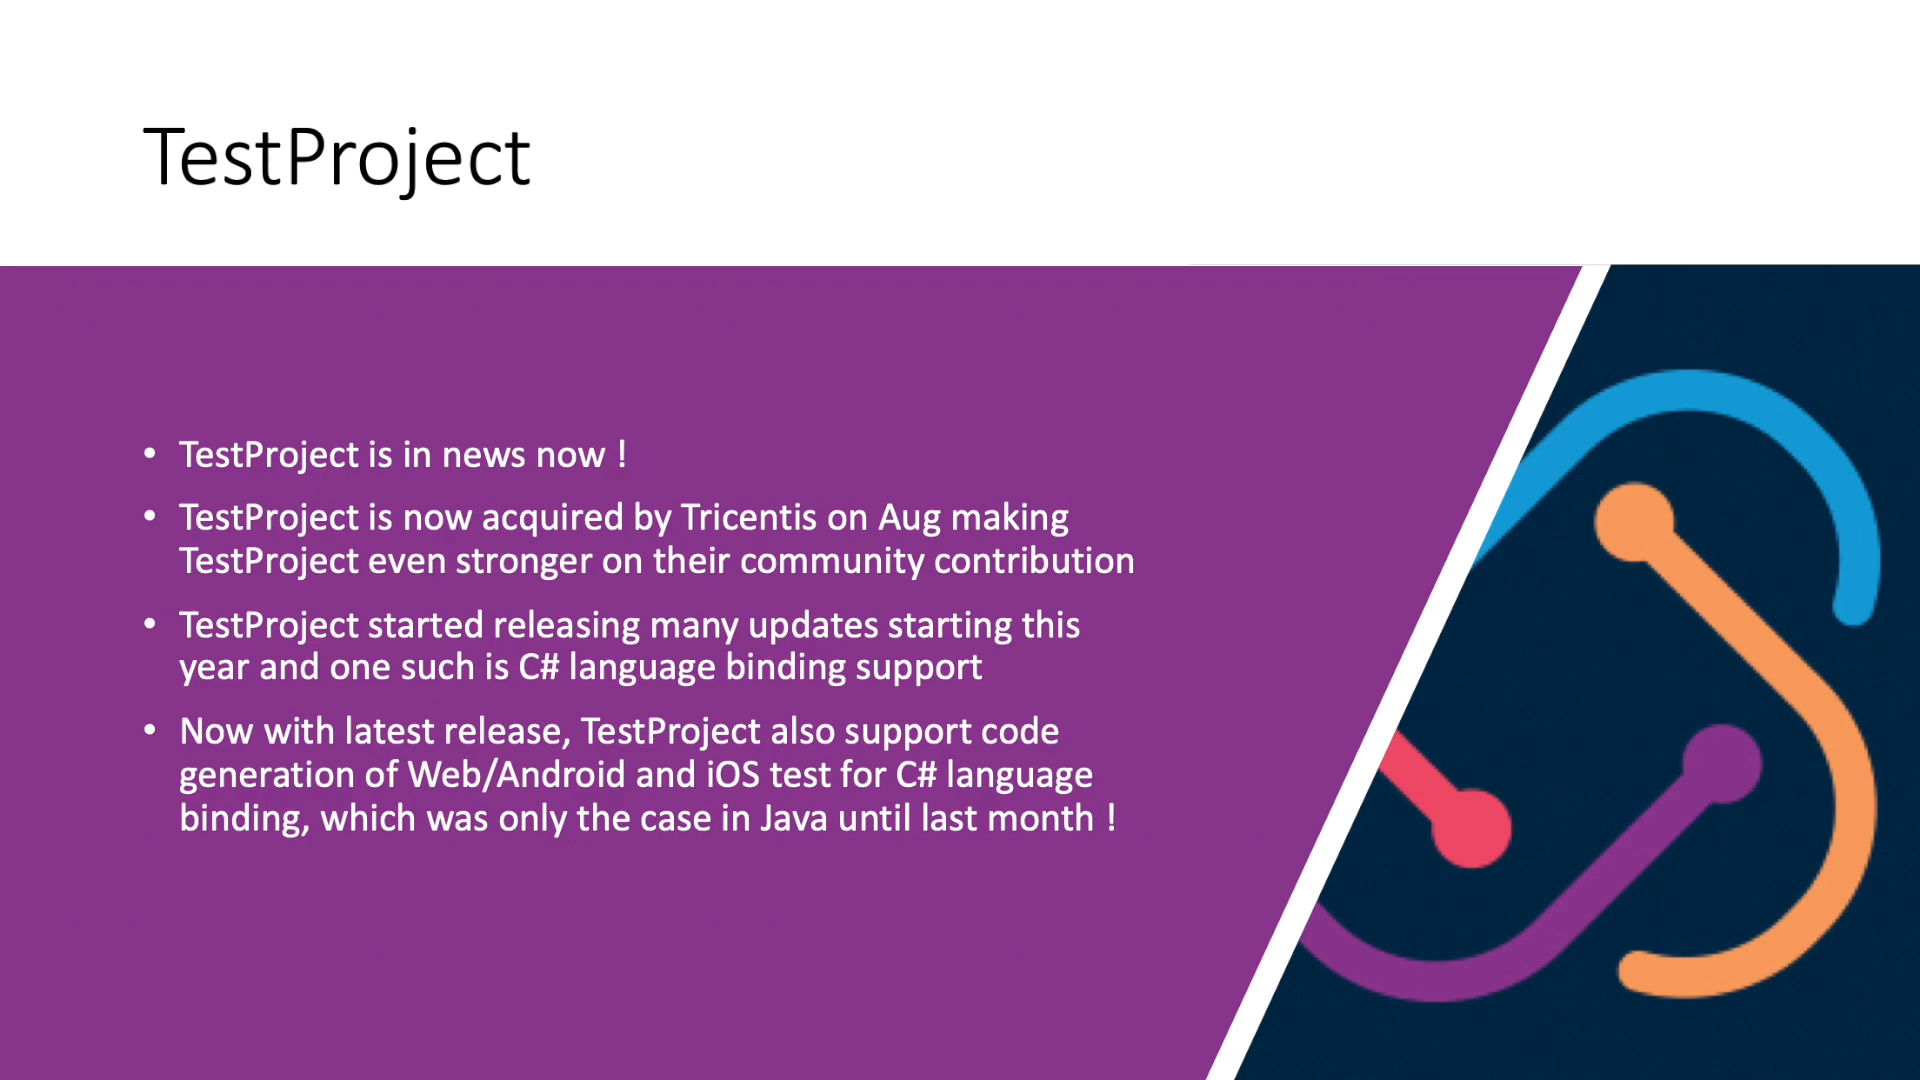 TestProject
• TestProject is in news now !
• TestProject is now acquired by Tricentis on Aug making
TestProject even stronger on their community contribution
• TestProject started releasing many updates starting this
year and one such is C# language binding support
• Now with latest release, TestProject also support code
generation of Web/Android and iOS test for C# language
binding, which was only the case in Java until last month !